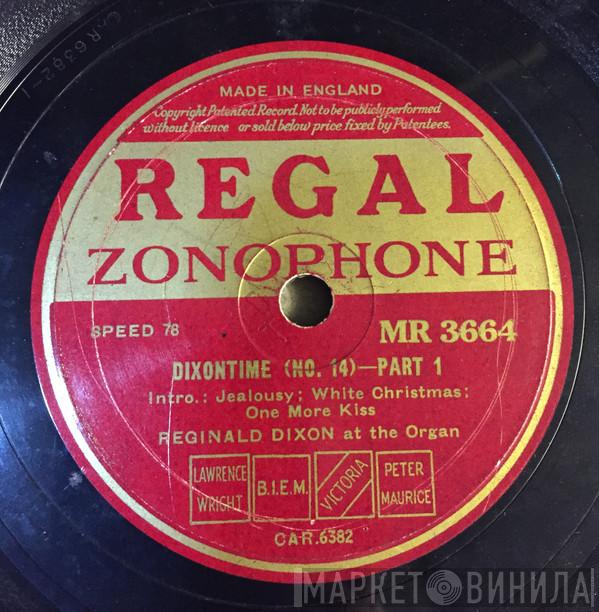 MADE IN ENGLAND
Copyright Patented Record. Not to be publicly performed
without licence or sold below price fixed by Patentees.
REGAL
ZONOPHONE
SPEED 78
MR 3664
DIXONTIME (NO. 14)—PART 1
Intro.: Jealousy; White Christmas;
One More Kiss
REGINALD DIXON at the Organ
LAWRENCE
WRIGHT
B.I.E.M.
VICTORIA
PETER
MAURICE
CAR.6382
МАРКЕТ ВИНИЛА